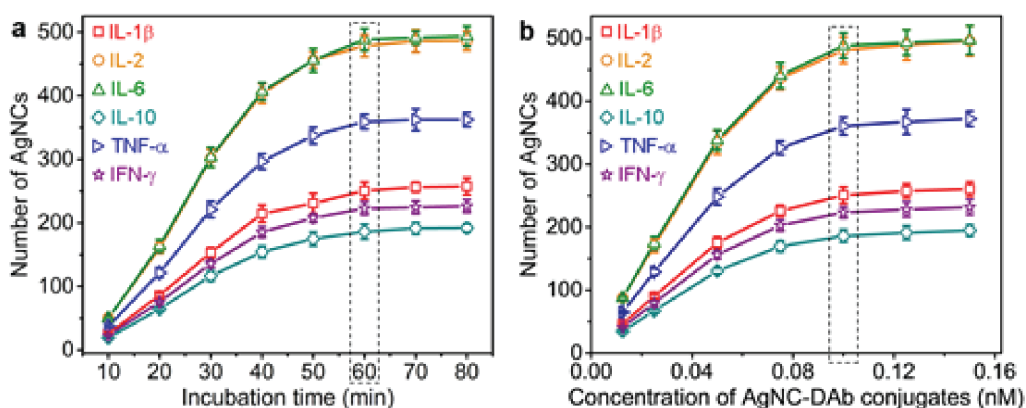 a
500
400
300
200
100
0
Number of AgNCs
IL-1β
IL-2
IL-6
IL-10
TNF-α
IFN-γ
10 20 30 40 50 60 70 80
Incubation time (min)
b
500
400
300
200
100
0
Number of AgNCs
IL-1β
IL-2
IL-6
IL-10
TNF-α
IFN-γ
0.00 0.04 0.08 0.12 0.16
Concentration of AgNC-DAb conjugates (nM)